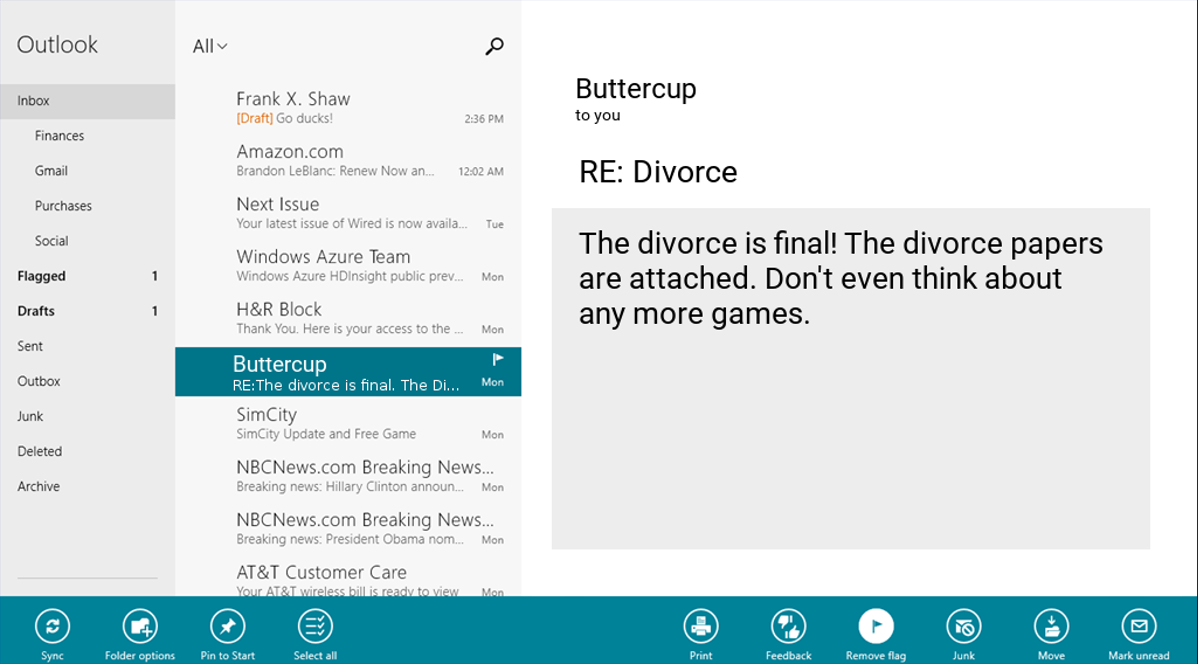 Outlook
Inbox
Finances
Gmail
Purchases
Social
Flagged 1
Drafts 1
Sent
Outbox
Junk
Deleted
Archive
All
Frank X. Shaw
[Draft] Go ducks! 2:36 PM
Amazon.com
Brandon LeBlanc: Renew Now an... 12:02 AM
Next Issue
Your latest issue of Wired is now availa... Tue
Windows Azure Team
Windows Azure HDInsight public prev... Mon
H&R Block
Thank You. Here is your access to the ... Mon
Buttercup
RE:The divorce is final. The Di... Mon
SimCity
SimCity Update and Free Game Mon
NBCNews.com Breaking News...
Breaking news: Hillary Clinton announ... Mon
NBCNews.com Breaking News...
Breaking news: President Obama nom... Mon
AT&T Customer Care
Your AT&T wireless bill is ready to view Mon
Buttercup
to you
RE: Divorce
The divorce is final! The divorce papers
are attached. Don't even think about
any more games.
Sync
Folder options
Pin to Start
Select all
Print
Feedback
Remove flag
Junk
Move
Mark unread